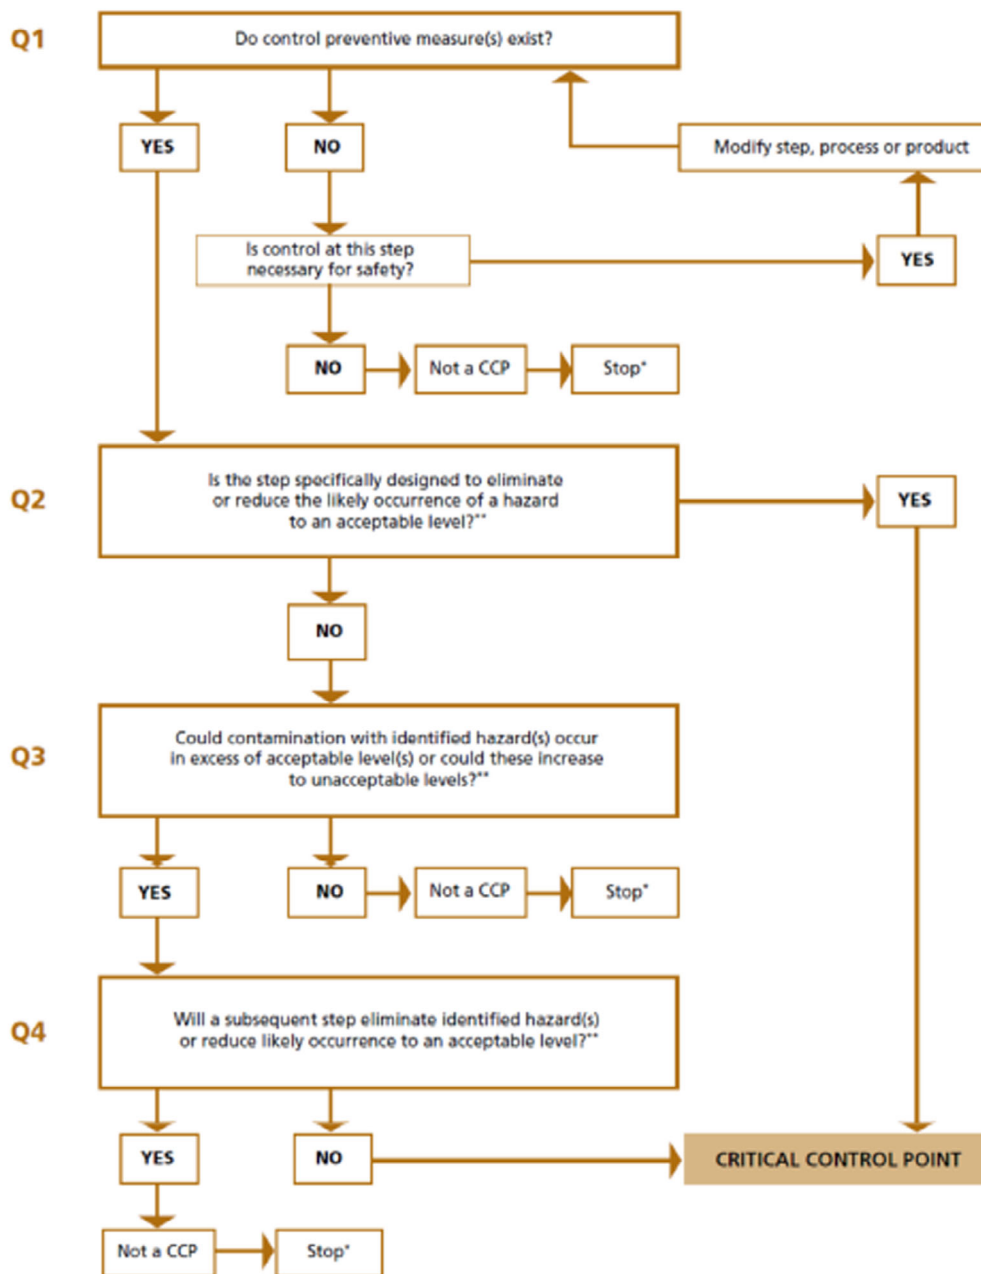 Q1
Do control preventive measure(s) exist?
YES
NO
Modify step, process or product
Is control at this step
necessary for safety?
YES
NO
Not a CCP
Stop*
Q2
Is the step specifically designed to eliminate
or reduce the likely occurrence of a hazard
to an acceptable level?**
YES
NO
Q3
Could contamination with identified hazard(s) occur
in excess of acceptable level(s) or could these increase
to unacceptable levels?**
YES
NO
Not a CCP
Stop*
Q4
Will a subsequent step eliminate identified hazard(s)
or reduce likely occurrence to an acceptable level?**
YES
NO
CRITICAL CONTROL POINT
Not a CCP
Stop*